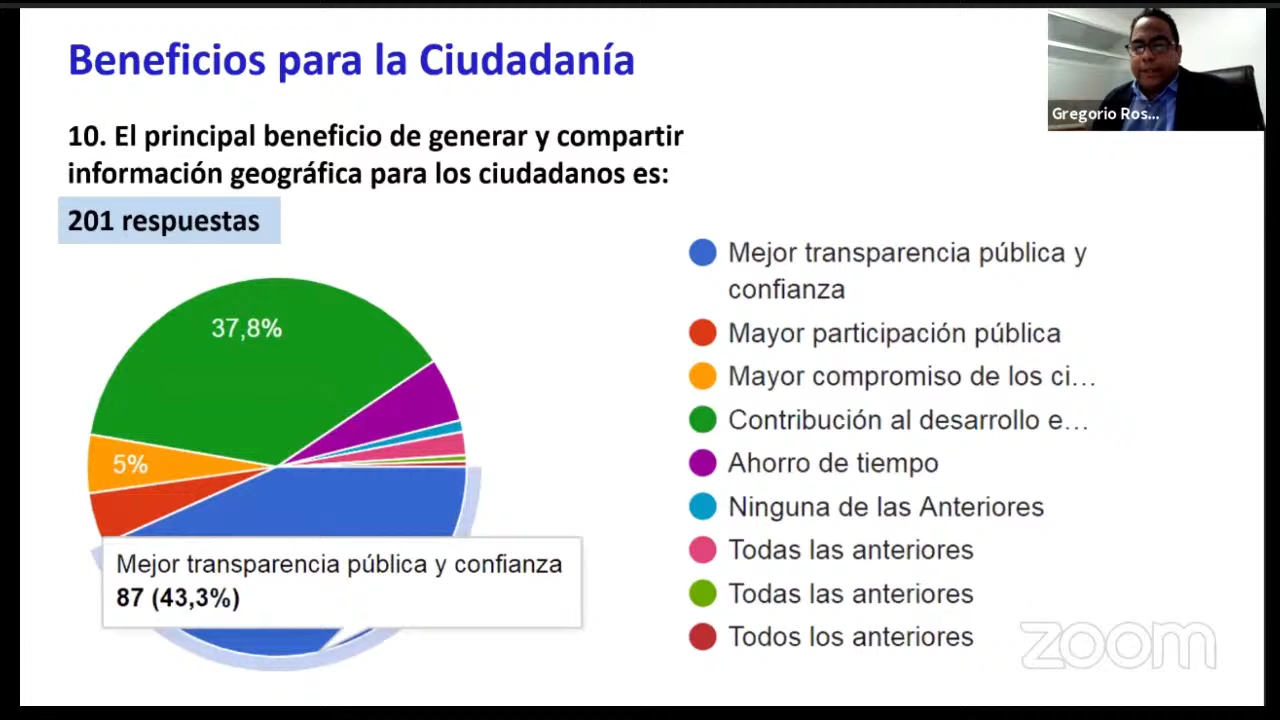 Beneficios para la Ciudadanía
Gregorio Ros...
10. El principal beneficio de generar y compartir
información geográfica para los ciudadanos es:
201 respuestas
37,8%
5%
Mejor transparencia pública y confianza
87 (43,3%)
Mejor transparencia pública y
confianza
Mayor participación pública
Mayor compromiso de los ci...
Contribución al desarrollo e...
Ahorro de tiempo
Ninguna de las Anteriores
Todas las anteriores
Todas las anteriores
Todos los anteriores
zoom